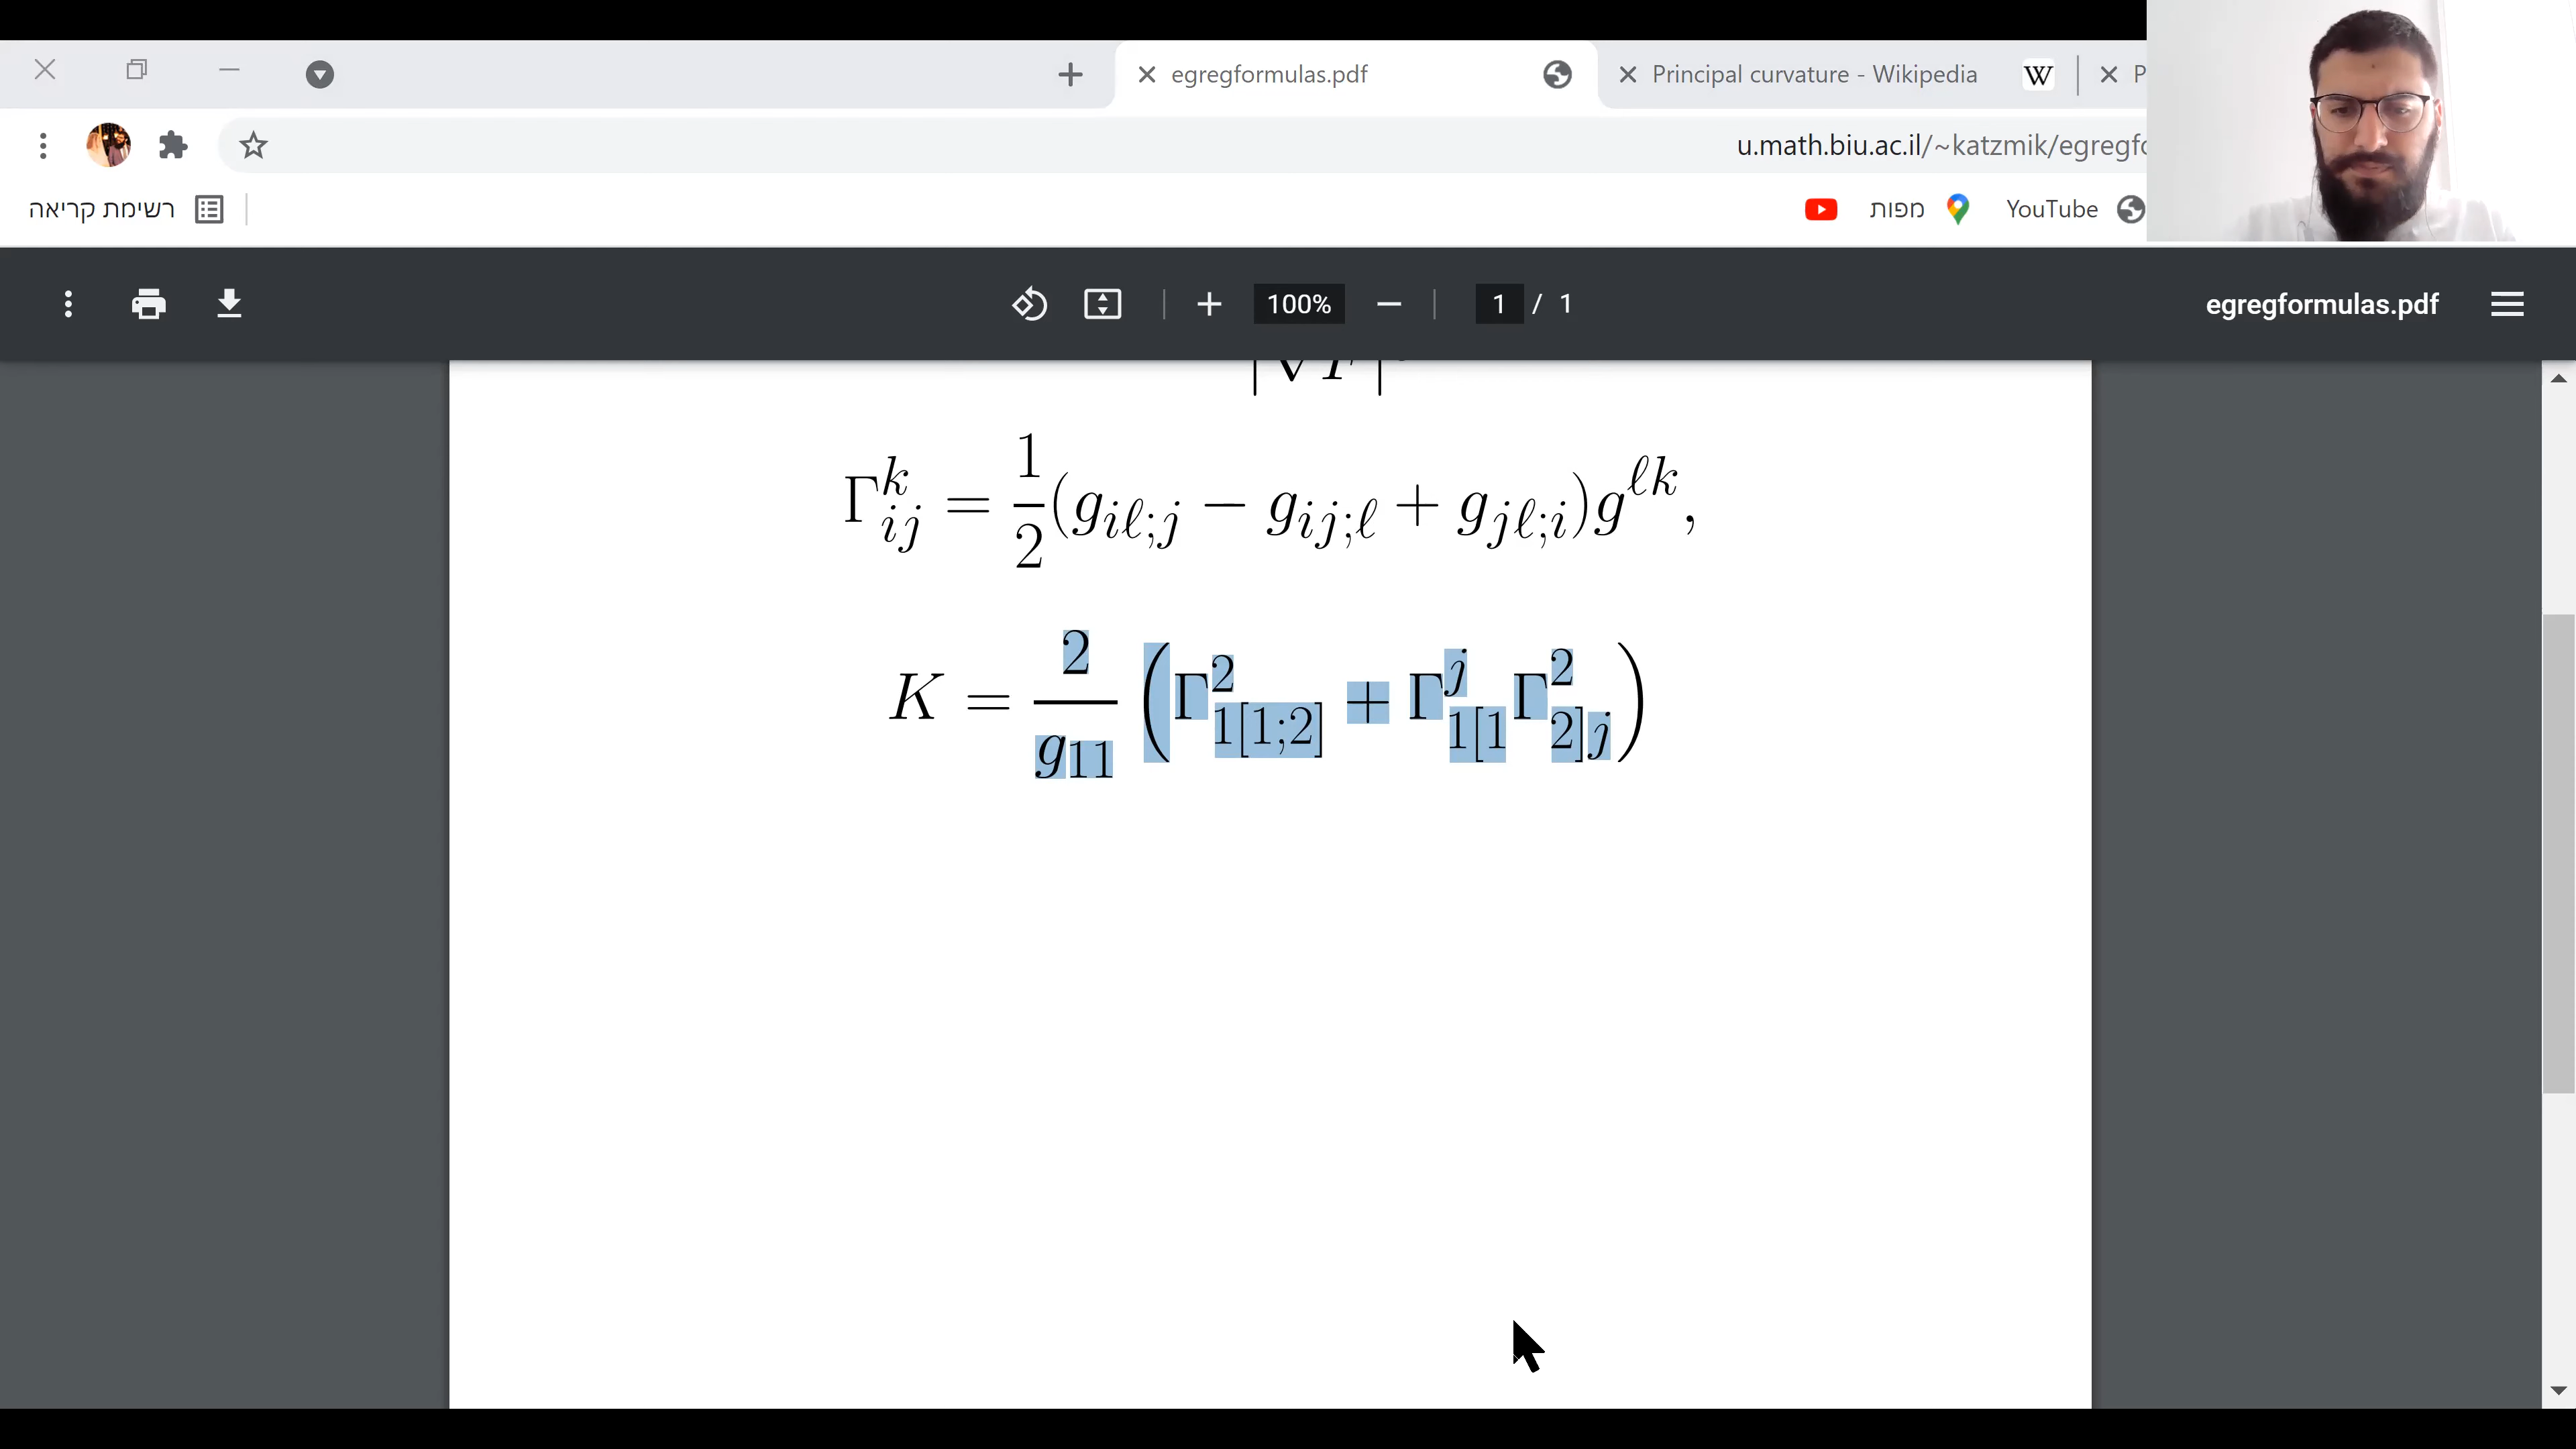 egregformulas.pdf
Principal curvature - Wikipedia
W
P
u.math.biu.ac.il/~katzmik/egregf
רשימת קריאה
מפות
YouTube
100%
1 / 1
egregformulas.pdf
Γ^k_{ij} = \frac{1}{2}(g_{iℓ;j} − g_{ij;ℓ} + g_{jℓ;i})g^{ℓk},
K = \frac{2}{g_{11}} (Γ^2_{1[1;2]} + Γ^j_{1[1} Γ^2_{2]j})